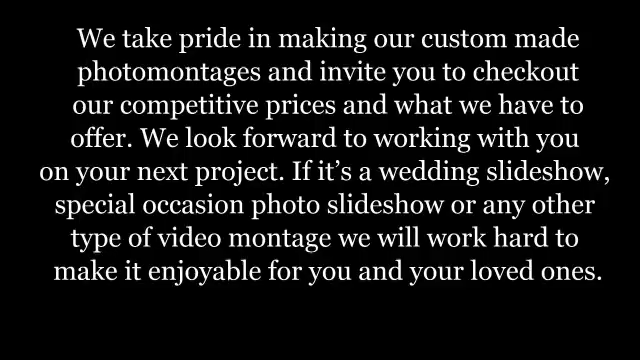 We take pride in making our custom made
photomontages and invite you to checkout
our competitive prices and what we have to
offer. We look forward to working with you
on your next project. If it’s a wedding slideshow,
special occasion photo slideshow or any other
type of video montage we will work hard to
make it enjoyable for you and your loved ones.